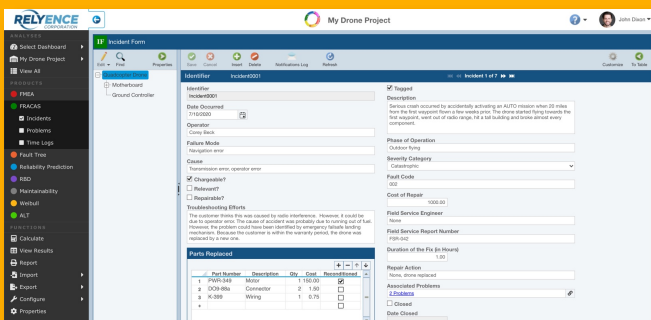 RELYENCE
CORPORATION
My Drone Project
John Dixon
ANALYSES
Select Dashboard
My Drone Project
View All
PRODUCTS
FMEA
FRACAS
Incidents
Problems
Time Logs
Fault Tree
Reliability Prediction
RBD
Maintainability
Weibull
ALT
FUNCTIONS
Calculate
View Results
Report
Import
Export
Configure
Properties
IF Incident Form
Edit Find Properties
Quadcopter Drone
Motherboard
Ground Controller
Save Cancel Insert Delete Notifications Log Refresh Customize To Table
Identifier Incident0001 Incident 1 of 7
Identifier
Incident0001
Date Occurred
7/10/2020
Operator
Corey Beck
Failure Mode
Navigation error
Cause
Transmission error, operator error
Chargeable?
Relevant?
Repairable?
Troubleshooting Efforts
The customer thinks this was caused by radio interference. However, it could be
due to operator error. The cause of accident was probably due to running out of fuel.
However, the problem could have been identified by emergency failsafe landing
mechanism. Because the customer is within the warranty period, the drone was
replaced by a new one.
Parts Replaced
Part Number Description Qty Cost Reconditioned
1 PWR-349 Motor 1 150.00
2 DO9-88a Connector 2 1.50
3 K-399 Wiring 1 0.75
Tagged
Description
Serious crash occurred by accidentally activating an AUTO mission when 20 miles
from the first waypoint flown a few weeks prior. The drone started flying towards the
first waypoint, went out of radio range, hit a tall building and broke almost every
component.
Phase of Operation
Outdoor flying
Severity Category
Catastrophic
Fault Code
802
Cost of Repair
1000.00
Field Service Engineer
None
Field Service Report Number
FSR-042
Duration of the Fix (in Hours)
1.00
Repair Action
None, drone replaced
Associated Problems
2 Problems
Closed
Date Closed